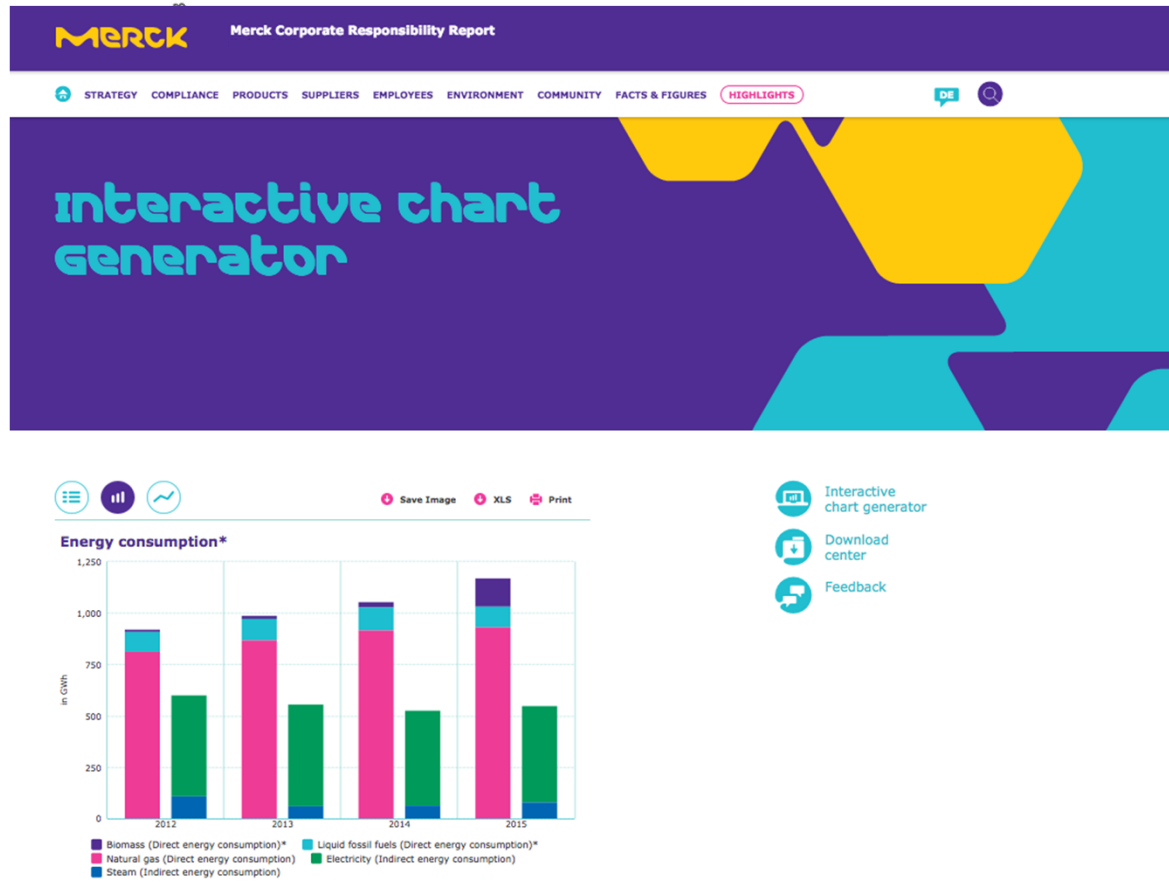 MERCK
Merck Corporate Responsibility Report
STRATEGY COMPLIANCE PRODUCTS SUPPLIERS EMPLOYEES ENVIRONMENT COMMUNITY FACTS & FIGURES HIGHLIGHTS DE
Interactive chart
Generator
Save Image XLS Print
Interactive
chart generator
Download
center
Feedback
Energy consumption*
in GWh
1,250
1,000
750
500
250
0
2012 2013 2014 2015
Biomass (Direct energy consumption)* Liquid fossil fuels (Direct energy consumption)*
Natural gas (Direct energy consumption) Electricity (Indirect energy consumption)
Steam (Indirect energy consumption)